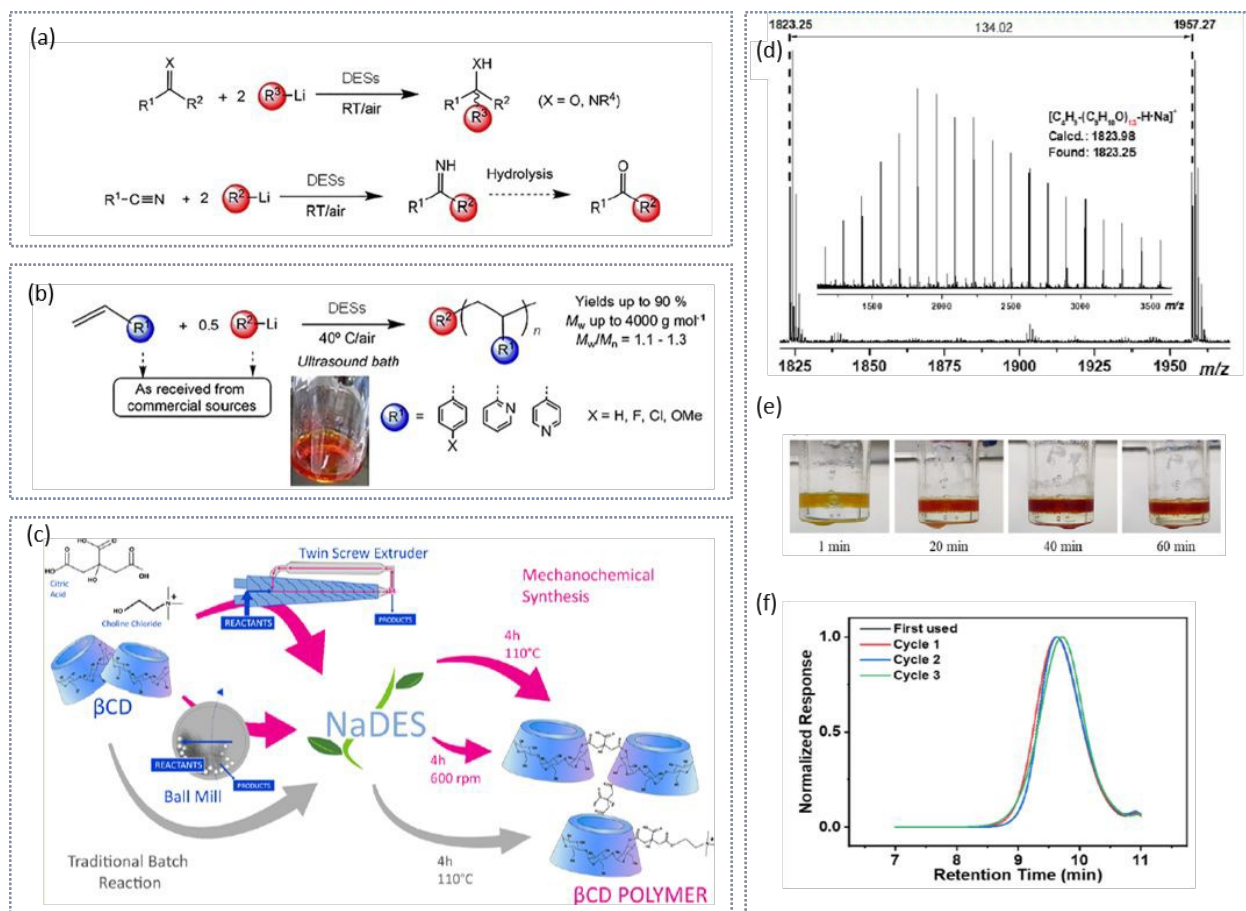 (a)
X
R¹ R²
+ 2 R³-Li
DESs
RT/air
XH
R¹ R²
R³
(X = O, NR⁴)
R¹-C≡N + 2 R²-Li
DESs
RT/air
NH
R¹ R²
Hydrolysis
O
R¹ R²
(b)
R¹ + 0.5 R²-Li
DESs
40º C/air
Ultrasound bath
R² n
R¹
Yields up to 90 %
Mw up to 4000 g mol-¹
Mw/Mn = 1.1 - 1.3
As received from
commercial sources
R¹ =
X
N
N
X = H, F, Cl, OMe
(c)
HO O
O O
HO OH OH
Citric
Acid
HO N +
Choline Chloride
Twin Screw Extruder
REACTANTS
PRODUCTS
Mechanochemical
Synthesis
4h
110°C
βCD
NaDES
REACTANTS
PRODUCTS
Ball Mill
4h
600 rpm
Traditional Batch
Reaction
4h
110°C
βCD POLYMER
(d)
1823.25 1957.27
134.02
[C₄H₉-(C₉H₁₀O)₁₃-H·Na]⁺
Calcd.: 1823.98
Found: 1823.25
1500 2000 2500 3000 3500 m/z
1825 1850 1875 1900 1925 1950 m/z
(e)
1 min 20 min 40 min 60 min
(f)
First used
Cycle 1
Cycle 2
Cycle 3
Normalized Response
1.0
0.5
0.0
7 8 9 10 11
Retention Time (min)